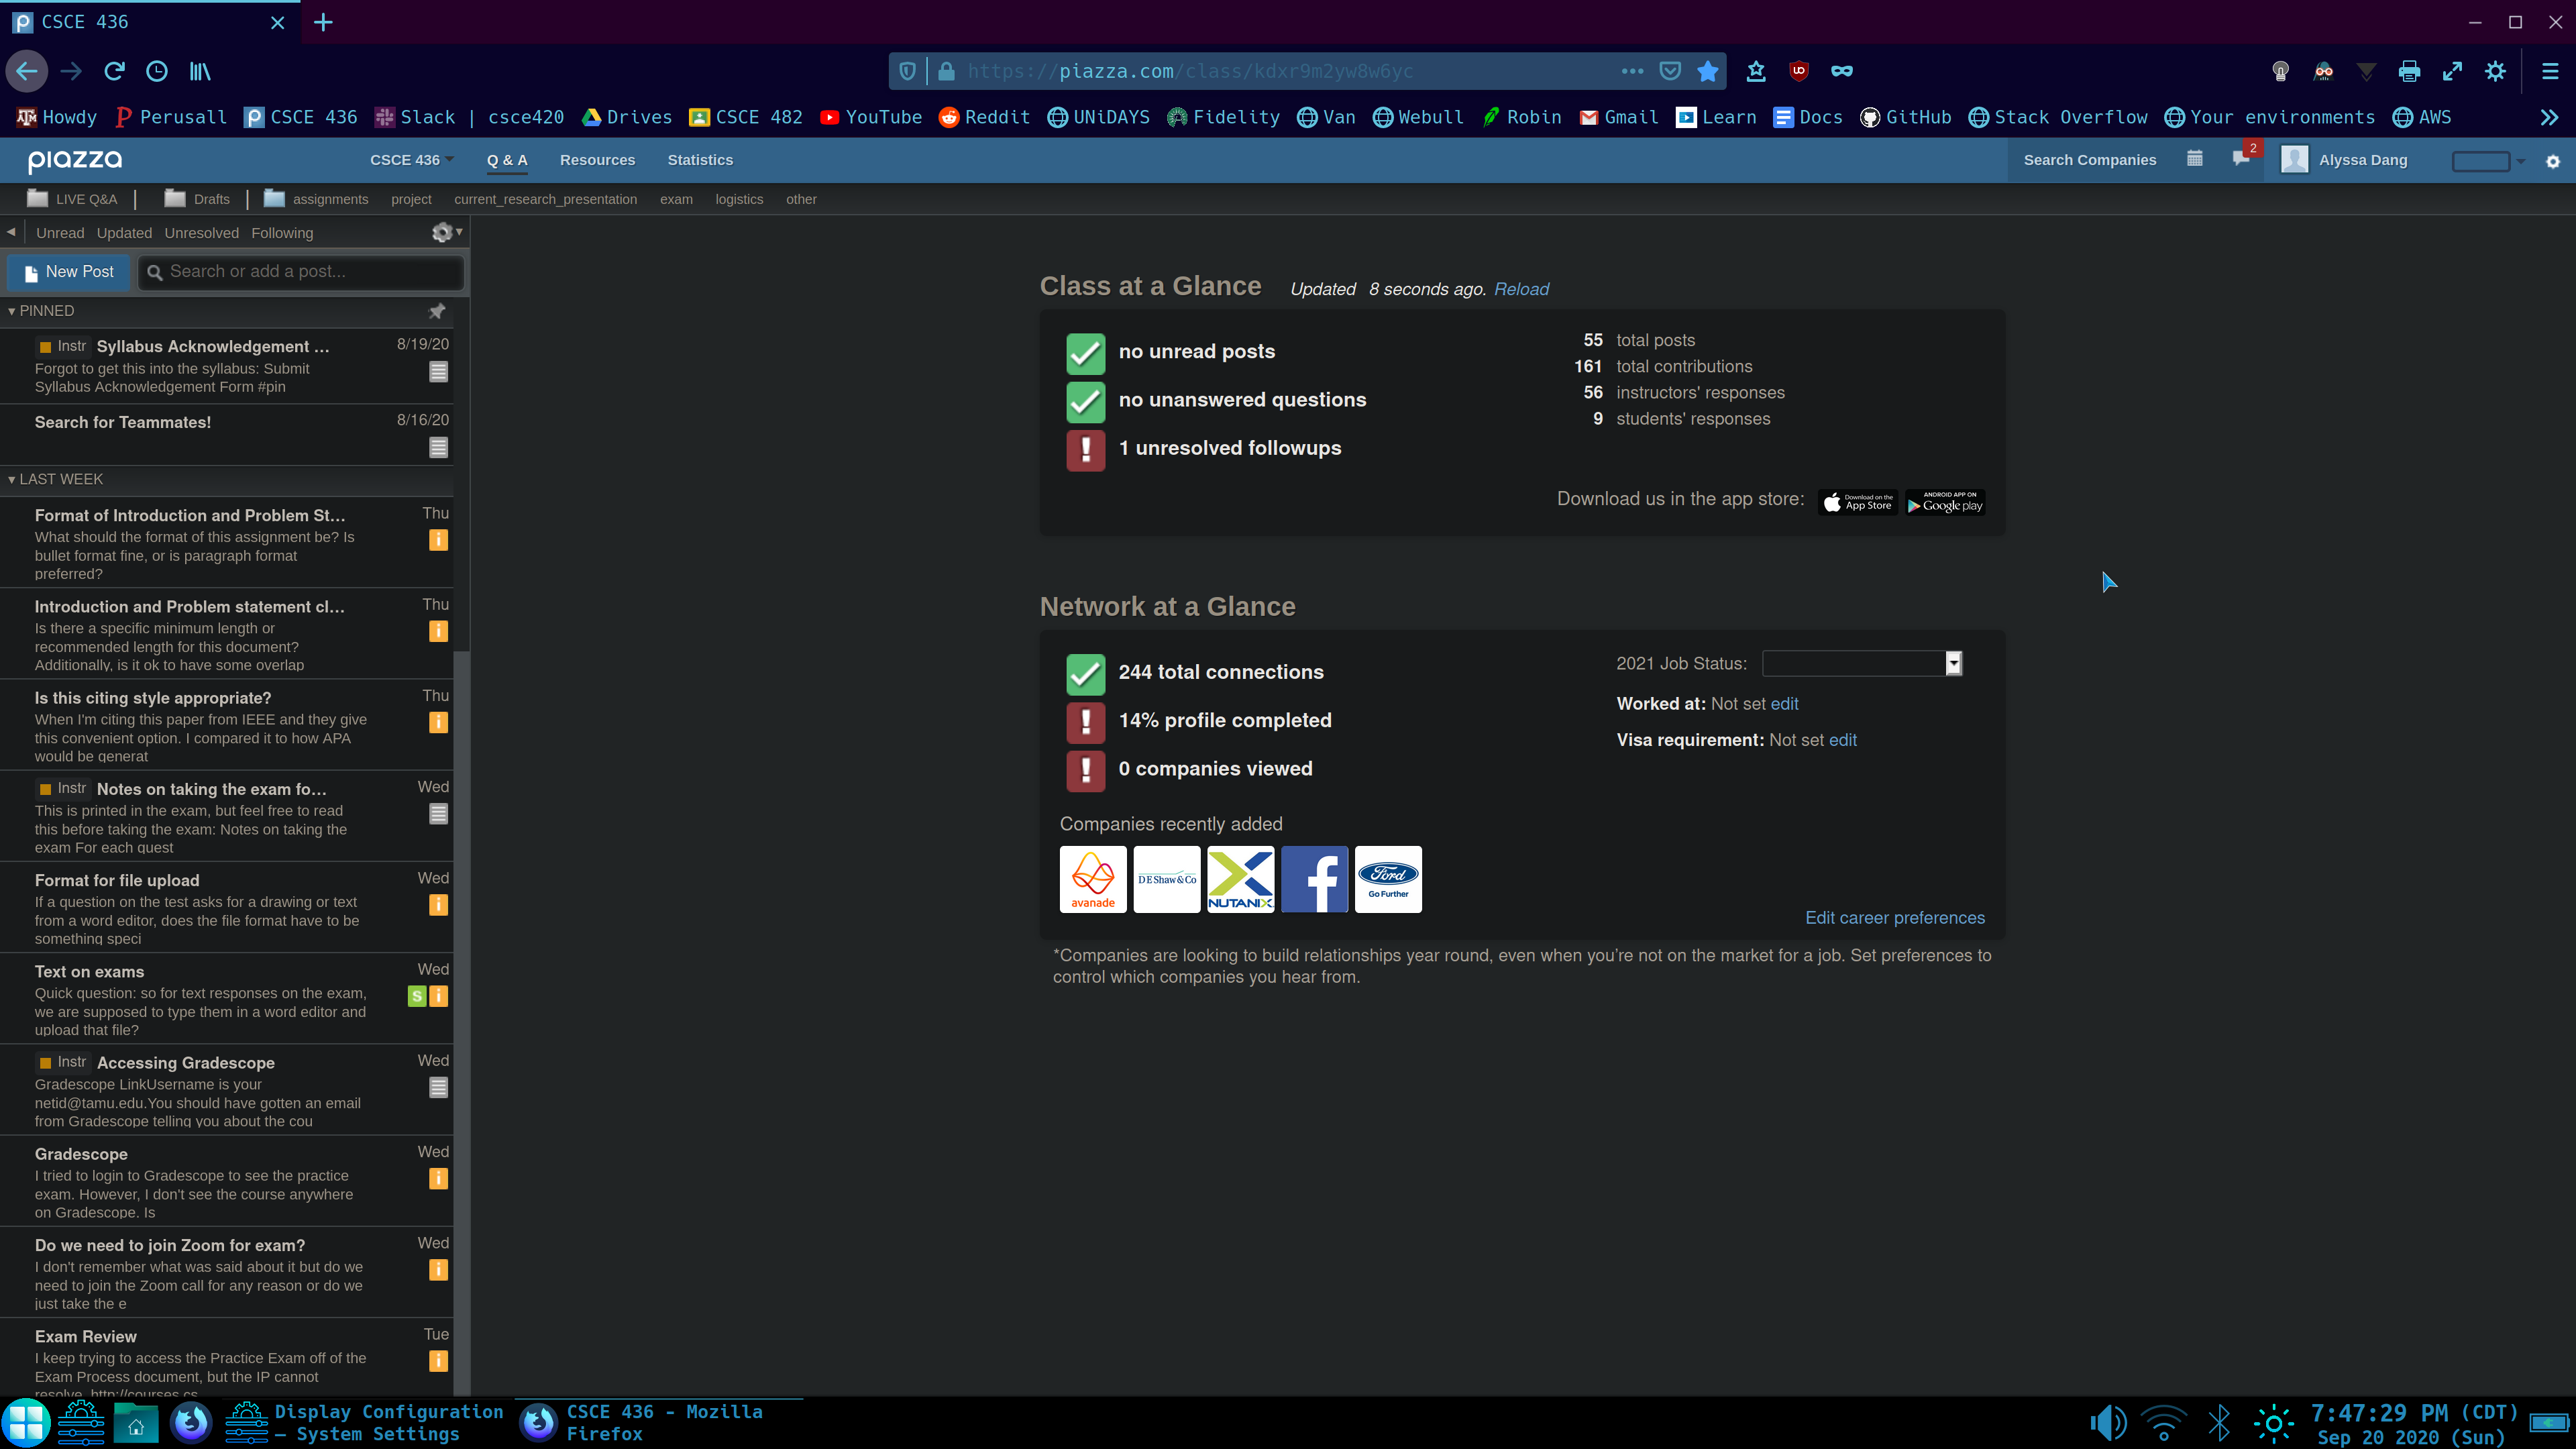 CSCE 436
https://piazza.com/class/kdxr9m2yw8w6yc
Howdy Perusall CSCE 436 Slack | csce420 Drives CSCE 482 YouTube Reddit UNiDAYS Fidelity Van Webull Robin Gmail Learn Docs GitHub Stack Overflow Your environments AWS
piazza CSCE 436 Q & A Resources Statistics Search Companies 2 Alyssa Dang
LIVE Q&A Drafts assignments project current_research_presentation exam logistics other
Unread Updated Unresolved Following
New Post Search or add a post...
PINNED
Instr Syllabus Acknowledgement ... 8/19/20
Forgot to get this into the syllabus: Submit
Syllabus Acknowledgement Form #pin
Search for Teammates! 8/16/20
LAST WEEK
Format of Introduction and Problem St... Thu
What should the format of this assignment be? Is
bullet format fine, or is paragraph format
preferred?
Introduction and Problem statement cl... Thu
Is there a specific minimum length or
recommended length for this document?
Additionally, is it ok to have some overlap
Is this citing style appropriate? Thu
When I'm citing this paper from IEEE and they give
this convenient option. I compared it to how APA
would be generat
Instr Notes on taking the exam fo... Wed
This is printed in the exam, but feel free to read
this before taking the exam: Notes on taking the
exam For each quest
Format for file upload Wed
If a question on the test asks for a drawing or text
from a word editor, does the file format have to be
something speci
Text on exams Wed
Quick question: so for text responses on the exam,
we are supposed to type them in a word editor and
upload that file?
Instr Accessing Gradescope Wed
Gradescope LinkUsername is your
netid@tamu.edu.You should have gotten an email
from Gradescope telling you about the cou
Gradescope Wed
I tried to login to Gradescope to see the practice
exam. However, I don't see the course anywhere
on Gradescope. Is
Do we need to join Zoom for exam? Wed
I don't remember what was said about it but do we
need to join the Zoom call for any reason or do we
just take the e
Exam Review Tue
I keep trying to access the Practice Exam off of the
Exam Process document, but the IP cannot
resolve. http://courses.cs
Class at a Glance Updated 8 seconds ago. Reload
no unread posts
no unanswered questions
1 unresolved followups
55 total posts
161 total contributions
56 instructors' responses
9 students' responses
Download us in the app store: Download on the App Store ANDROID APP ON Google play
Network at a Glance
244 total connections
14% profile completed
0 companies viewed
2021 Job Status:
Worked at: Not set edit
Visa requirement: Not set edit
Companies recently added
avanade DE Shaw & Co NUTANIX f Ford Go Further
Edit career preferences
*Companies are looking to build relationships year round, even when you're not on the market for a job. Set preferences to
control which companies you hear from.
Display Configuration
— System Settings
CSCE 436 - Mozilla
Firefox
7:47:29 PM (CDT)
Sep 20 2020 (Sun)